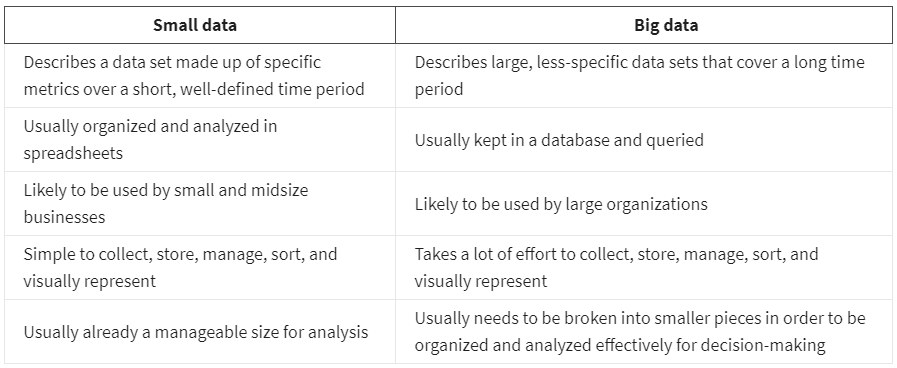 Small data
Big data
Describes a data set made up of specific
metrics over a short, well-defined time period
Describes large, less-specific data sets that cover a long time
period
Usually organized and analyzed in
spreadsheets
Usually kept in a database and queried
Likely to be used by small and midsize
businesses
Likely to be used by large organizations
Simple to collect, store, manage, sort, and
visually represent
Takes a lot of effort to collect, store, manage, sort, and
visually represent
Usually already a manageable size for analysis
Usually needs to be broken into smaller pieces in order to be
organized and analyzed effectively for decision-making